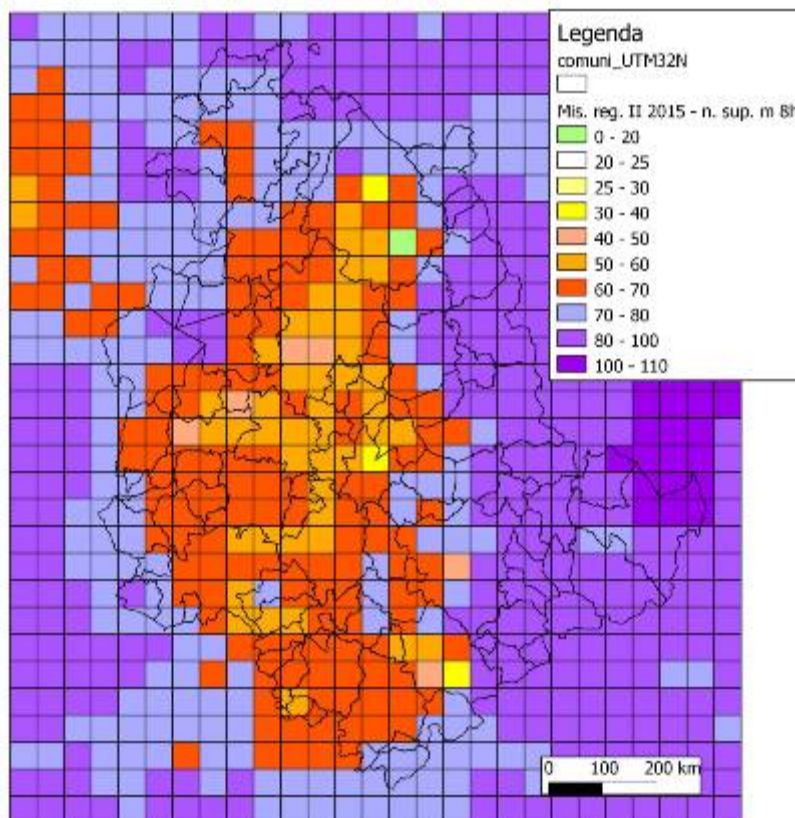 Legenda
comuni_UTM32N
Mis. reg. II 2015 - n. sup. m 8h
0 - 20
20 - 25
25 - 30
30 - 40
40 - 50
50 - 60
60 - 70
70 - 80
80 - 100
100 - 110
0 100 200 km